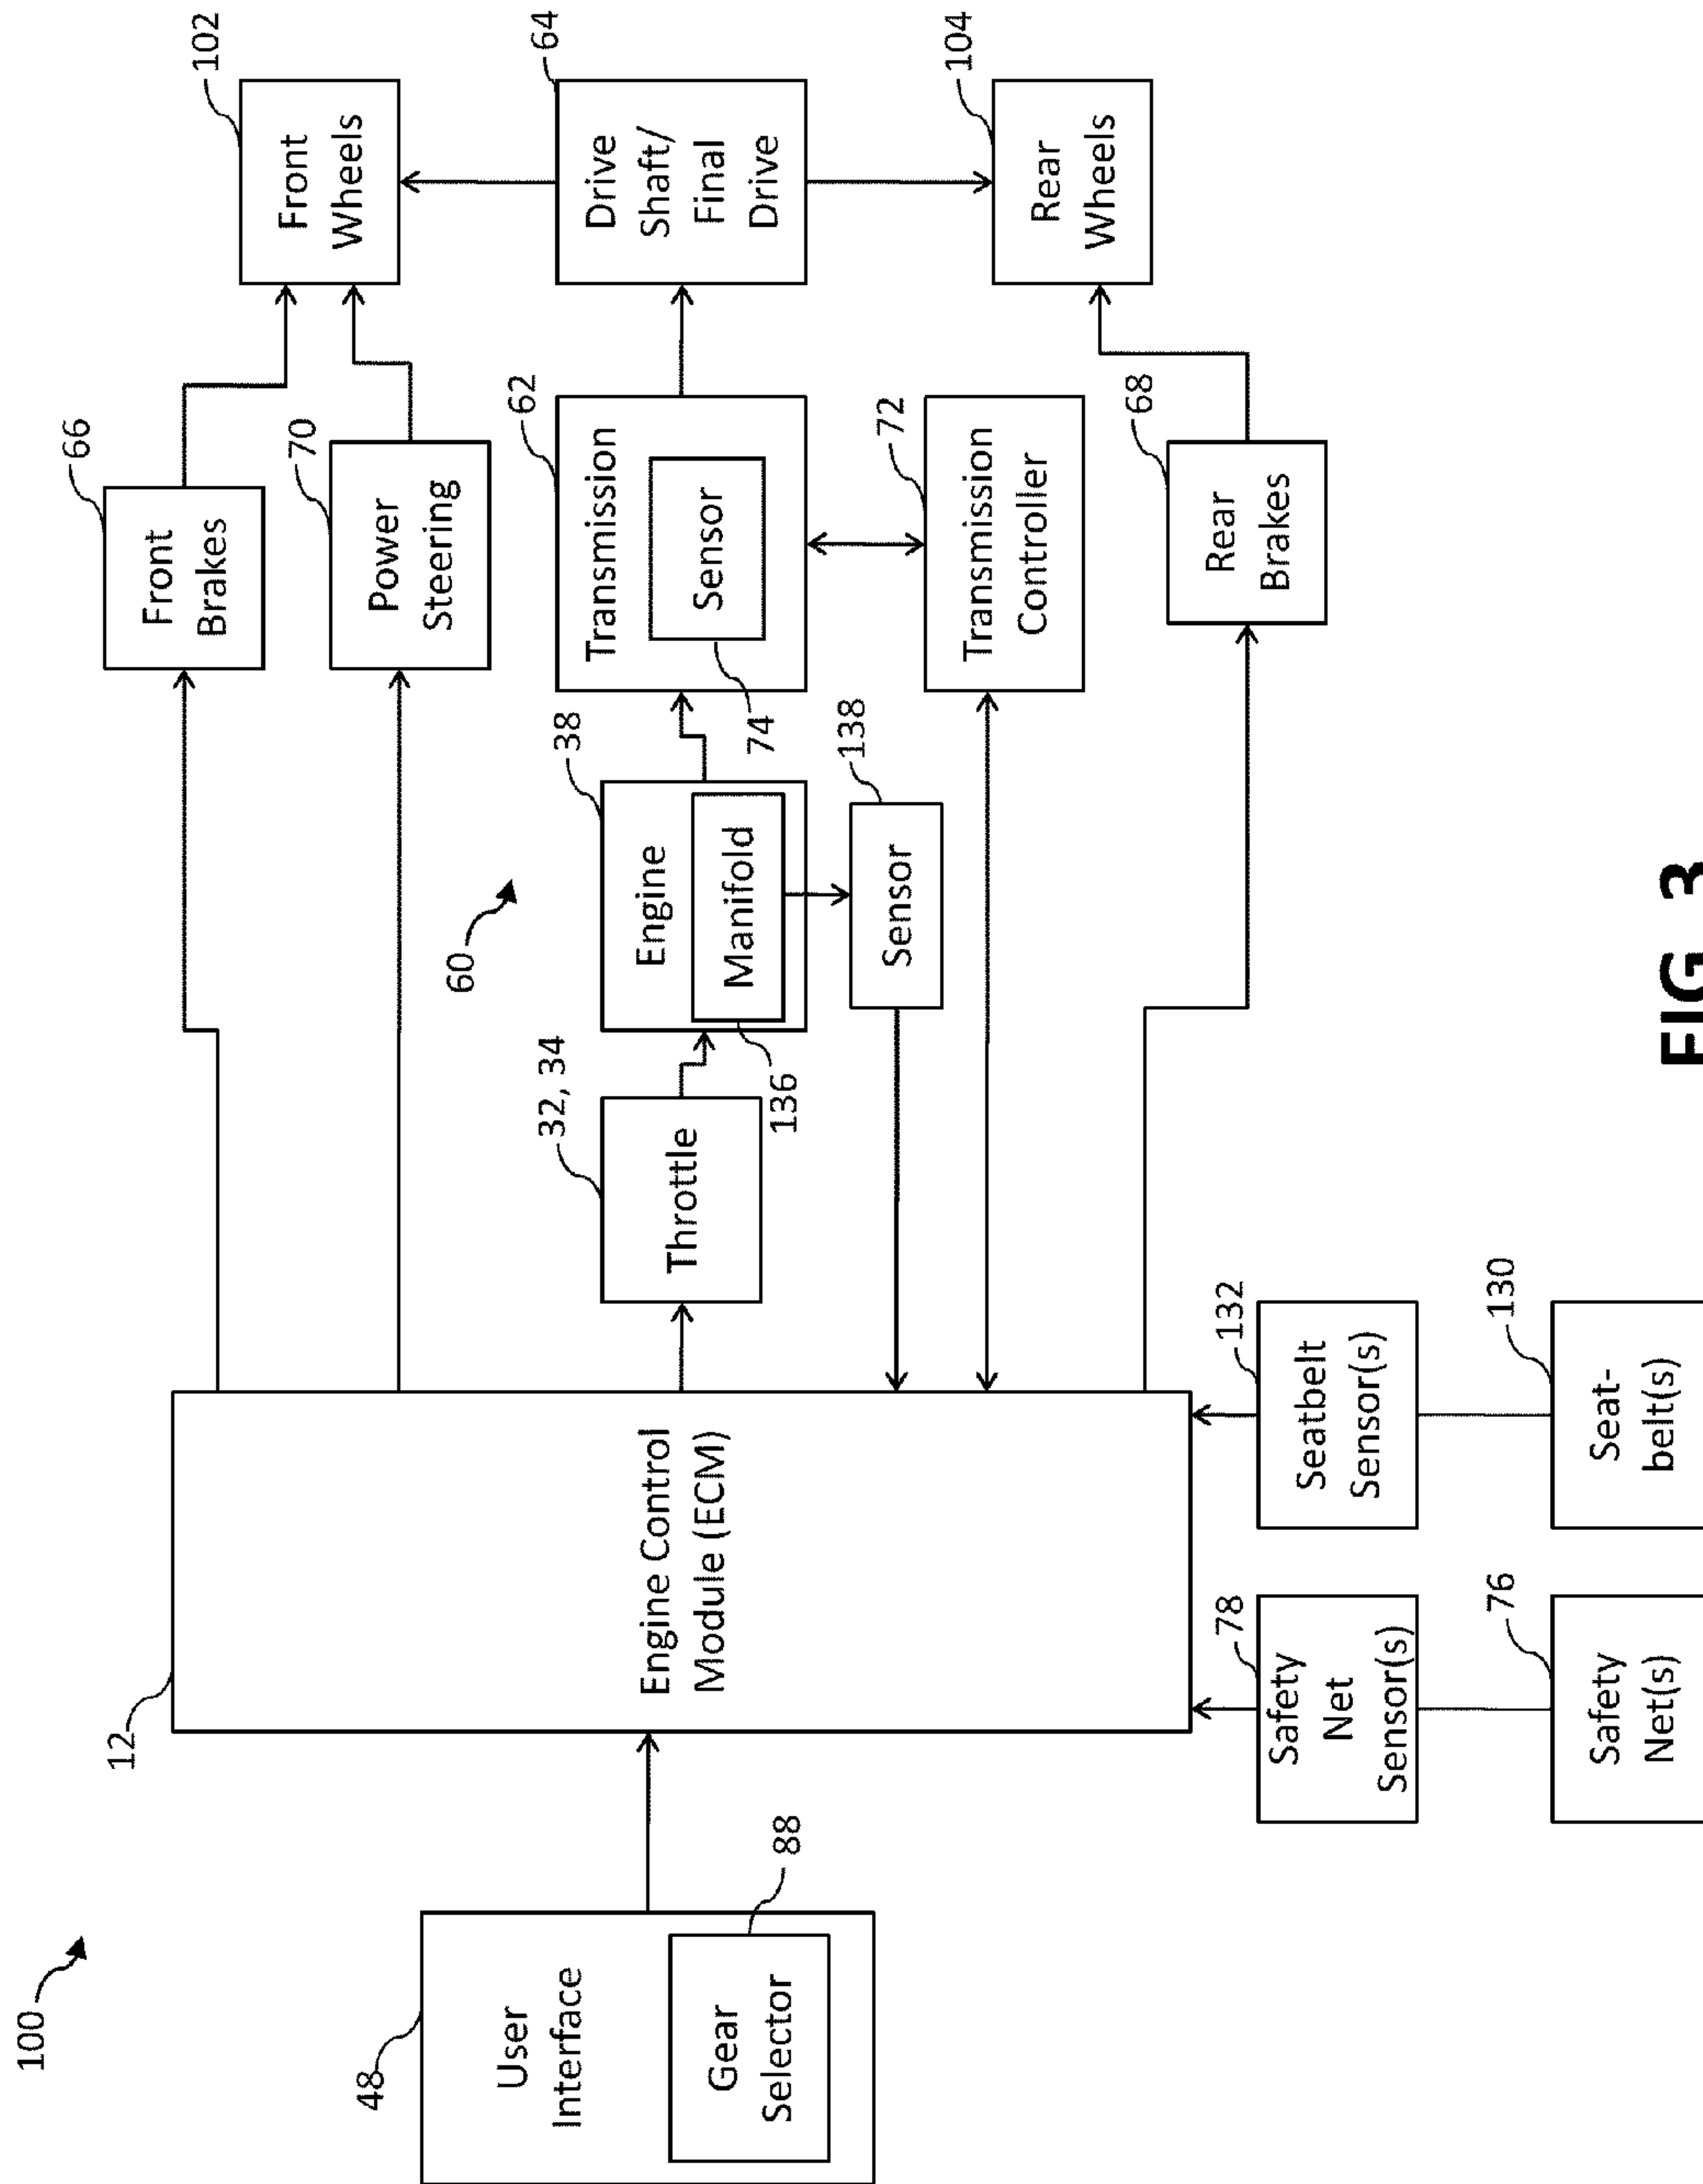 100
48
User
Interface
88
Gear
Selector
12
Engine Control
Module (ECM)
78
Safety
Net
Sensor(s)
76
Safety
Net(s)
132
Seatbelt
Sensor(s)
130
Seat-
belt(s)
32, 34
Throttle
60
38
Engine
Manifold
136
138
Sensor
66
Front
Brakes
70
Power
Steering
62
Transmission
Sensor
74
72
Transmission
Controller
68
Rear
Brakes
102
Front
Wheels
64
Drive
Shaft/
Final
Drive
104
Rear
Wheels
FIG. 3